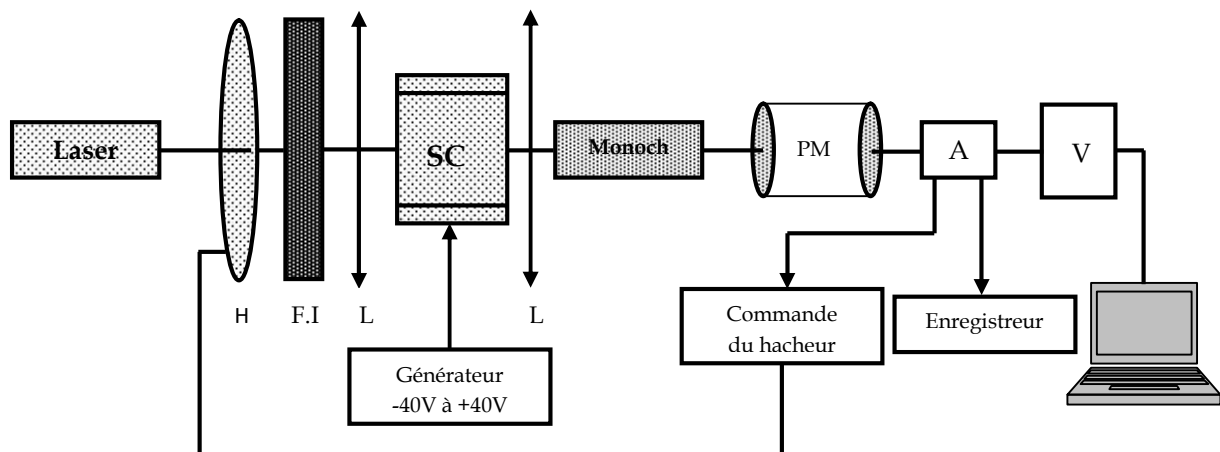 Laser
SC
Monoch
PM
A
V
H
F.I
L
L
Générateur
-40V à +40V
Commande
du hacheur
Enregistreur